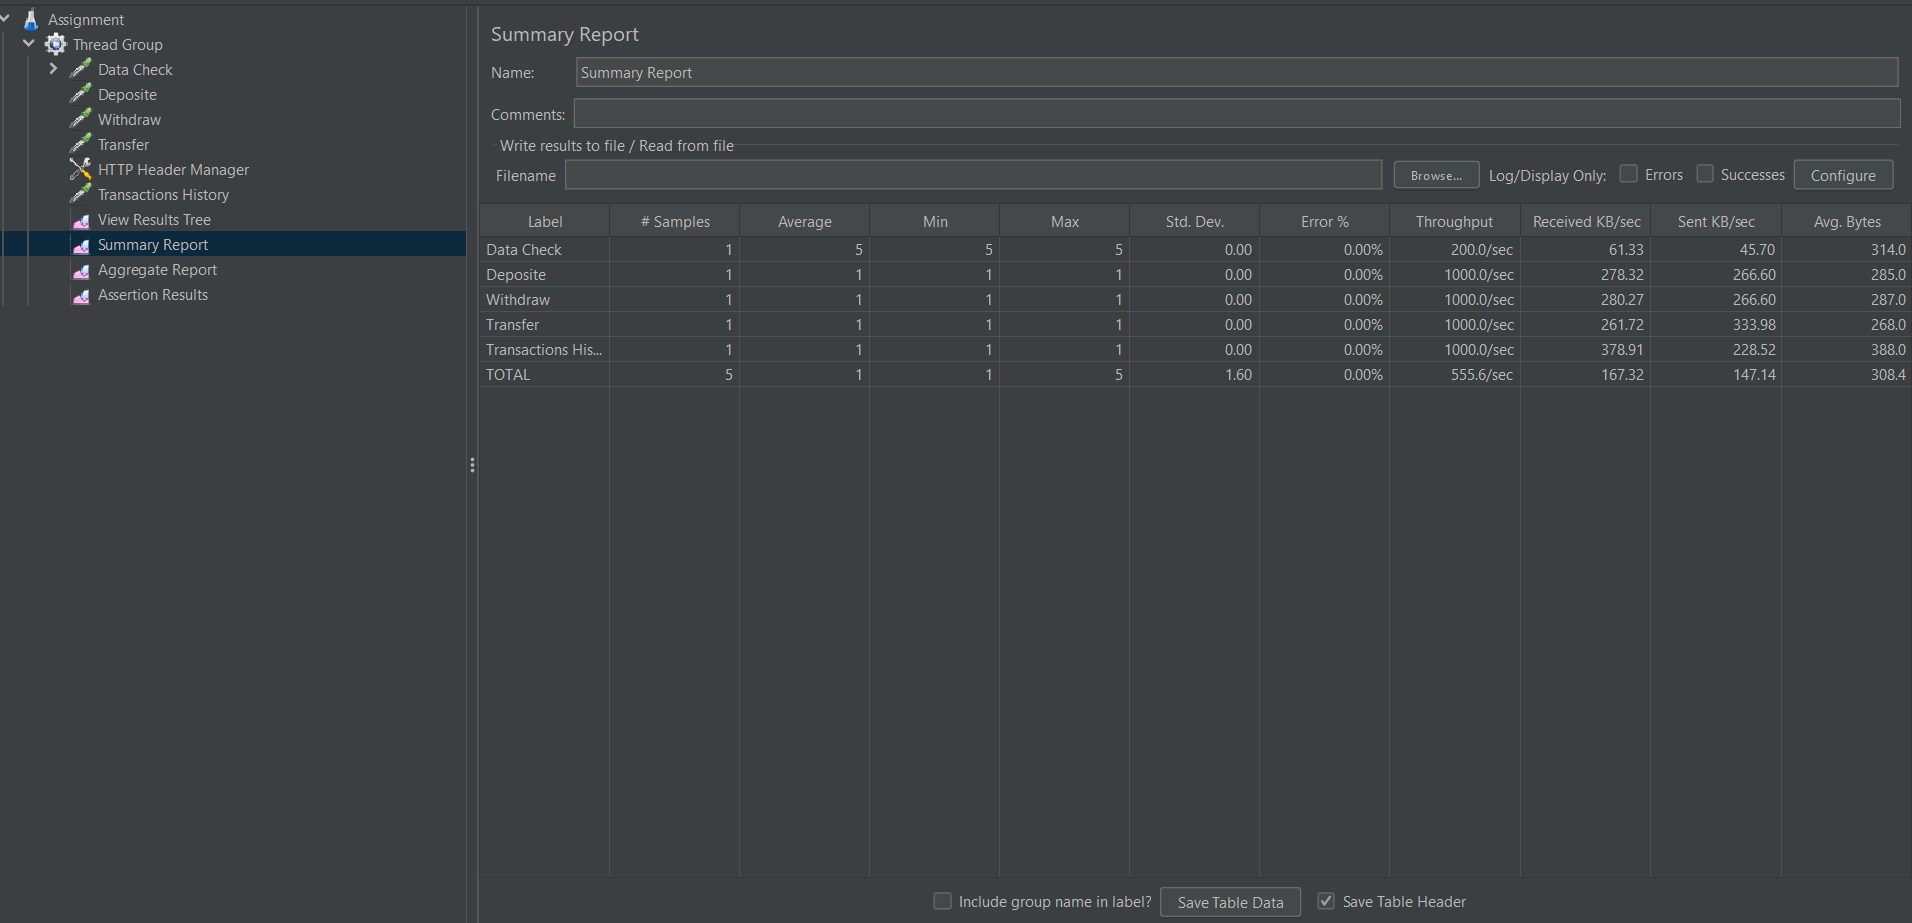 Assignment
Thread Group
Data Check
Deposite
Withdraw
Transfer
HTTP Header Manager
Transactions History
View Results Tree
Summary Report
Aggregate Report
Assertion Results
Summary Report
Name: Summary Report
Comments:
Write results to file / Read from file
Filename Browse... Log/Display Only: Errors Successes Configure
Label # Samples Average Min Max Std. Dev. Error % Throughput Received KB/sec Sent KB/sec Avg. Bytes
Data Check 1 5 5 5 0.00 0.00% 200.0/sec 61.33 45.70 314.0
Deposite 1 1 1 1 0.00 0.00% 1000.0/sec 278.32 266.60 285.0
Withdraw 1 1 1 1 0.00 0.00% 1000.0/sec 280.27 266.60 287.0
Transfer 1 1 1 1 0.00 0.00% 1000.0/sec 261.72 333.98 268.0
Transactions His... 1 1 1 1 0.00 0.00% 1000.0/sec 378.91 228.52 388.0
TOTAL 5 1 1 5 1.60 0.00% 555.6/sec 167.32 147.14 308.4
Include group name in label? Save Table Data Save Table Header